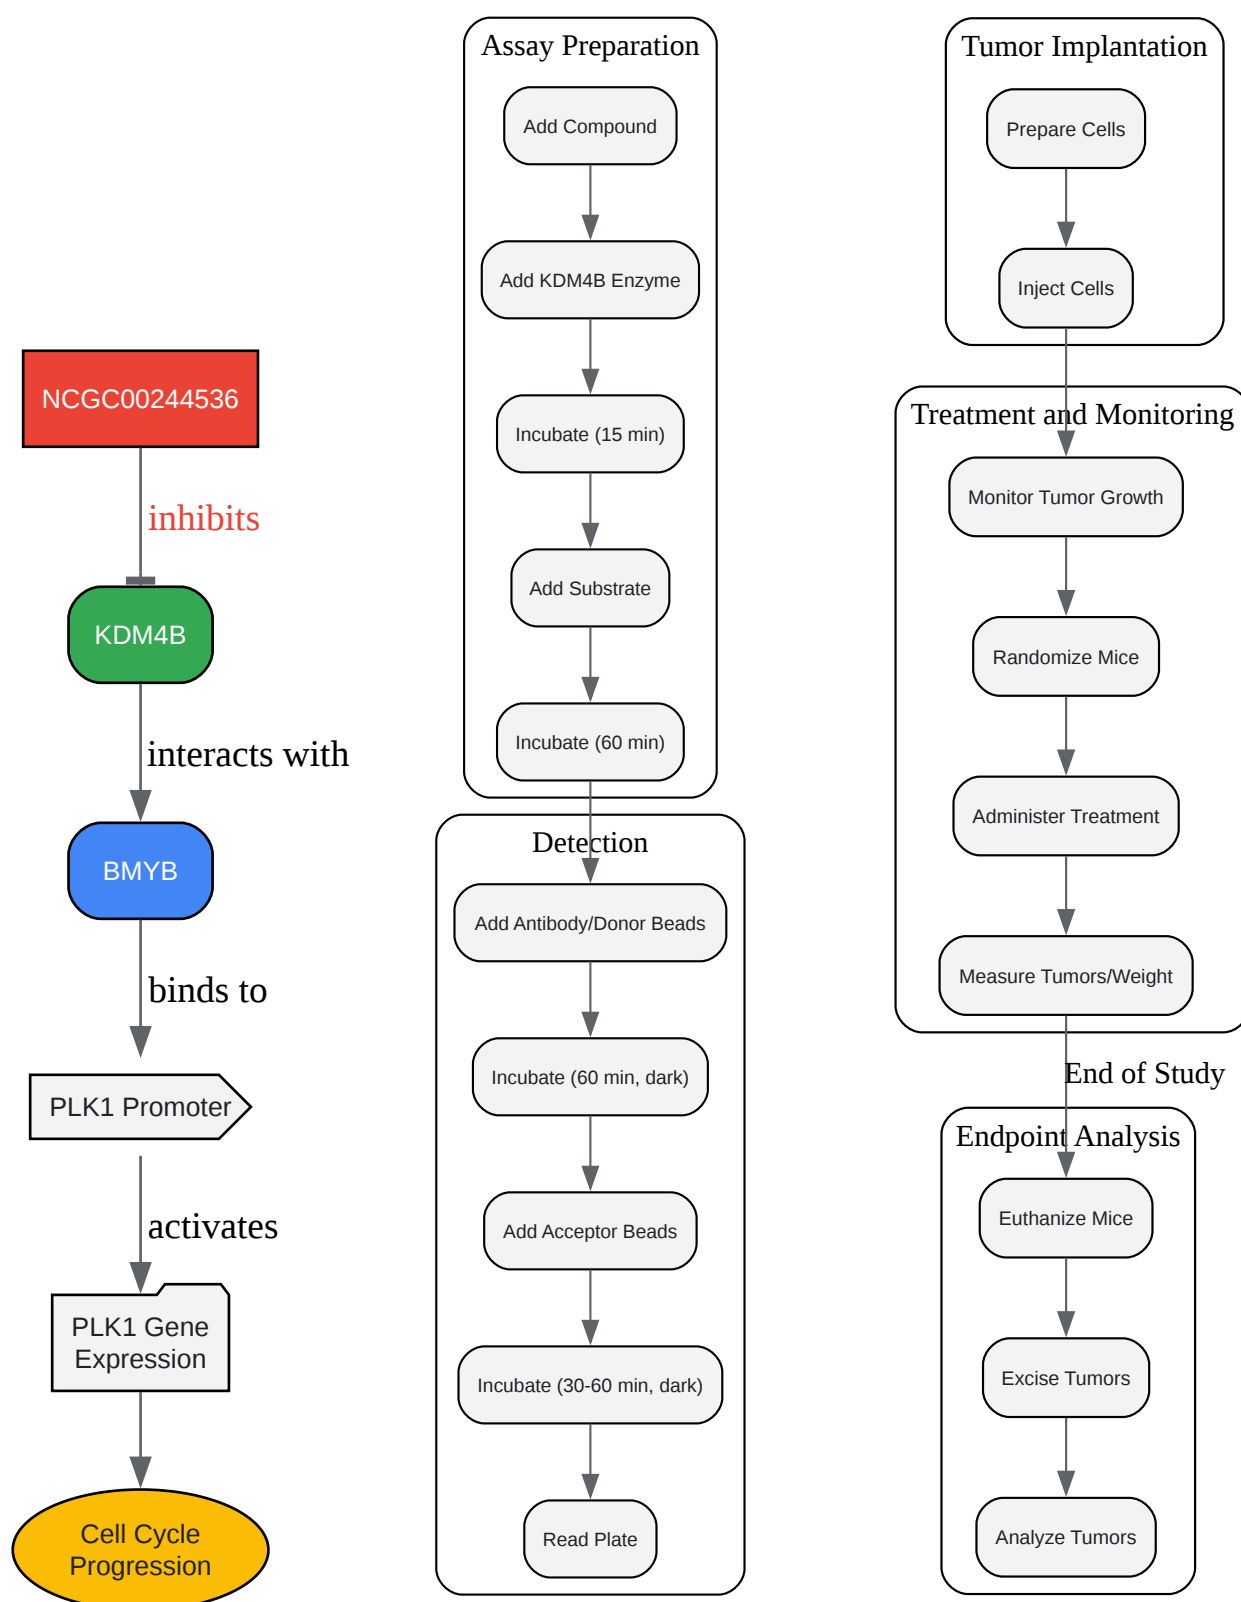 NCGC00244536
inhibits
KDM4B
interacts with
BMYB
binds to
PLK1 Promoter
activates
PLK1 Gene
Expression
Cell Cycle
Progression
Assay Preparation
Add Compound
Add KDM4B Enzyme
Incubate (15 min)
Add Substrate
Incubate (60 min)
Detection
Add Antibody/Donor Beads
Incubate (60 min, dark)
Add Acceptor Beads
Incubate (30-60 min, dark)
Read Plate
Tumor Implantation
Prepare Cells
Inject Cells
Treatment and Monitoring
Monitor Tumor Growth
Randomize Mice
Administer Treatment
Measure Tumors/Weight
End of Study
Endpoint Analysis
Euthanize Mice
Excise Tumors
Analyze Tumors